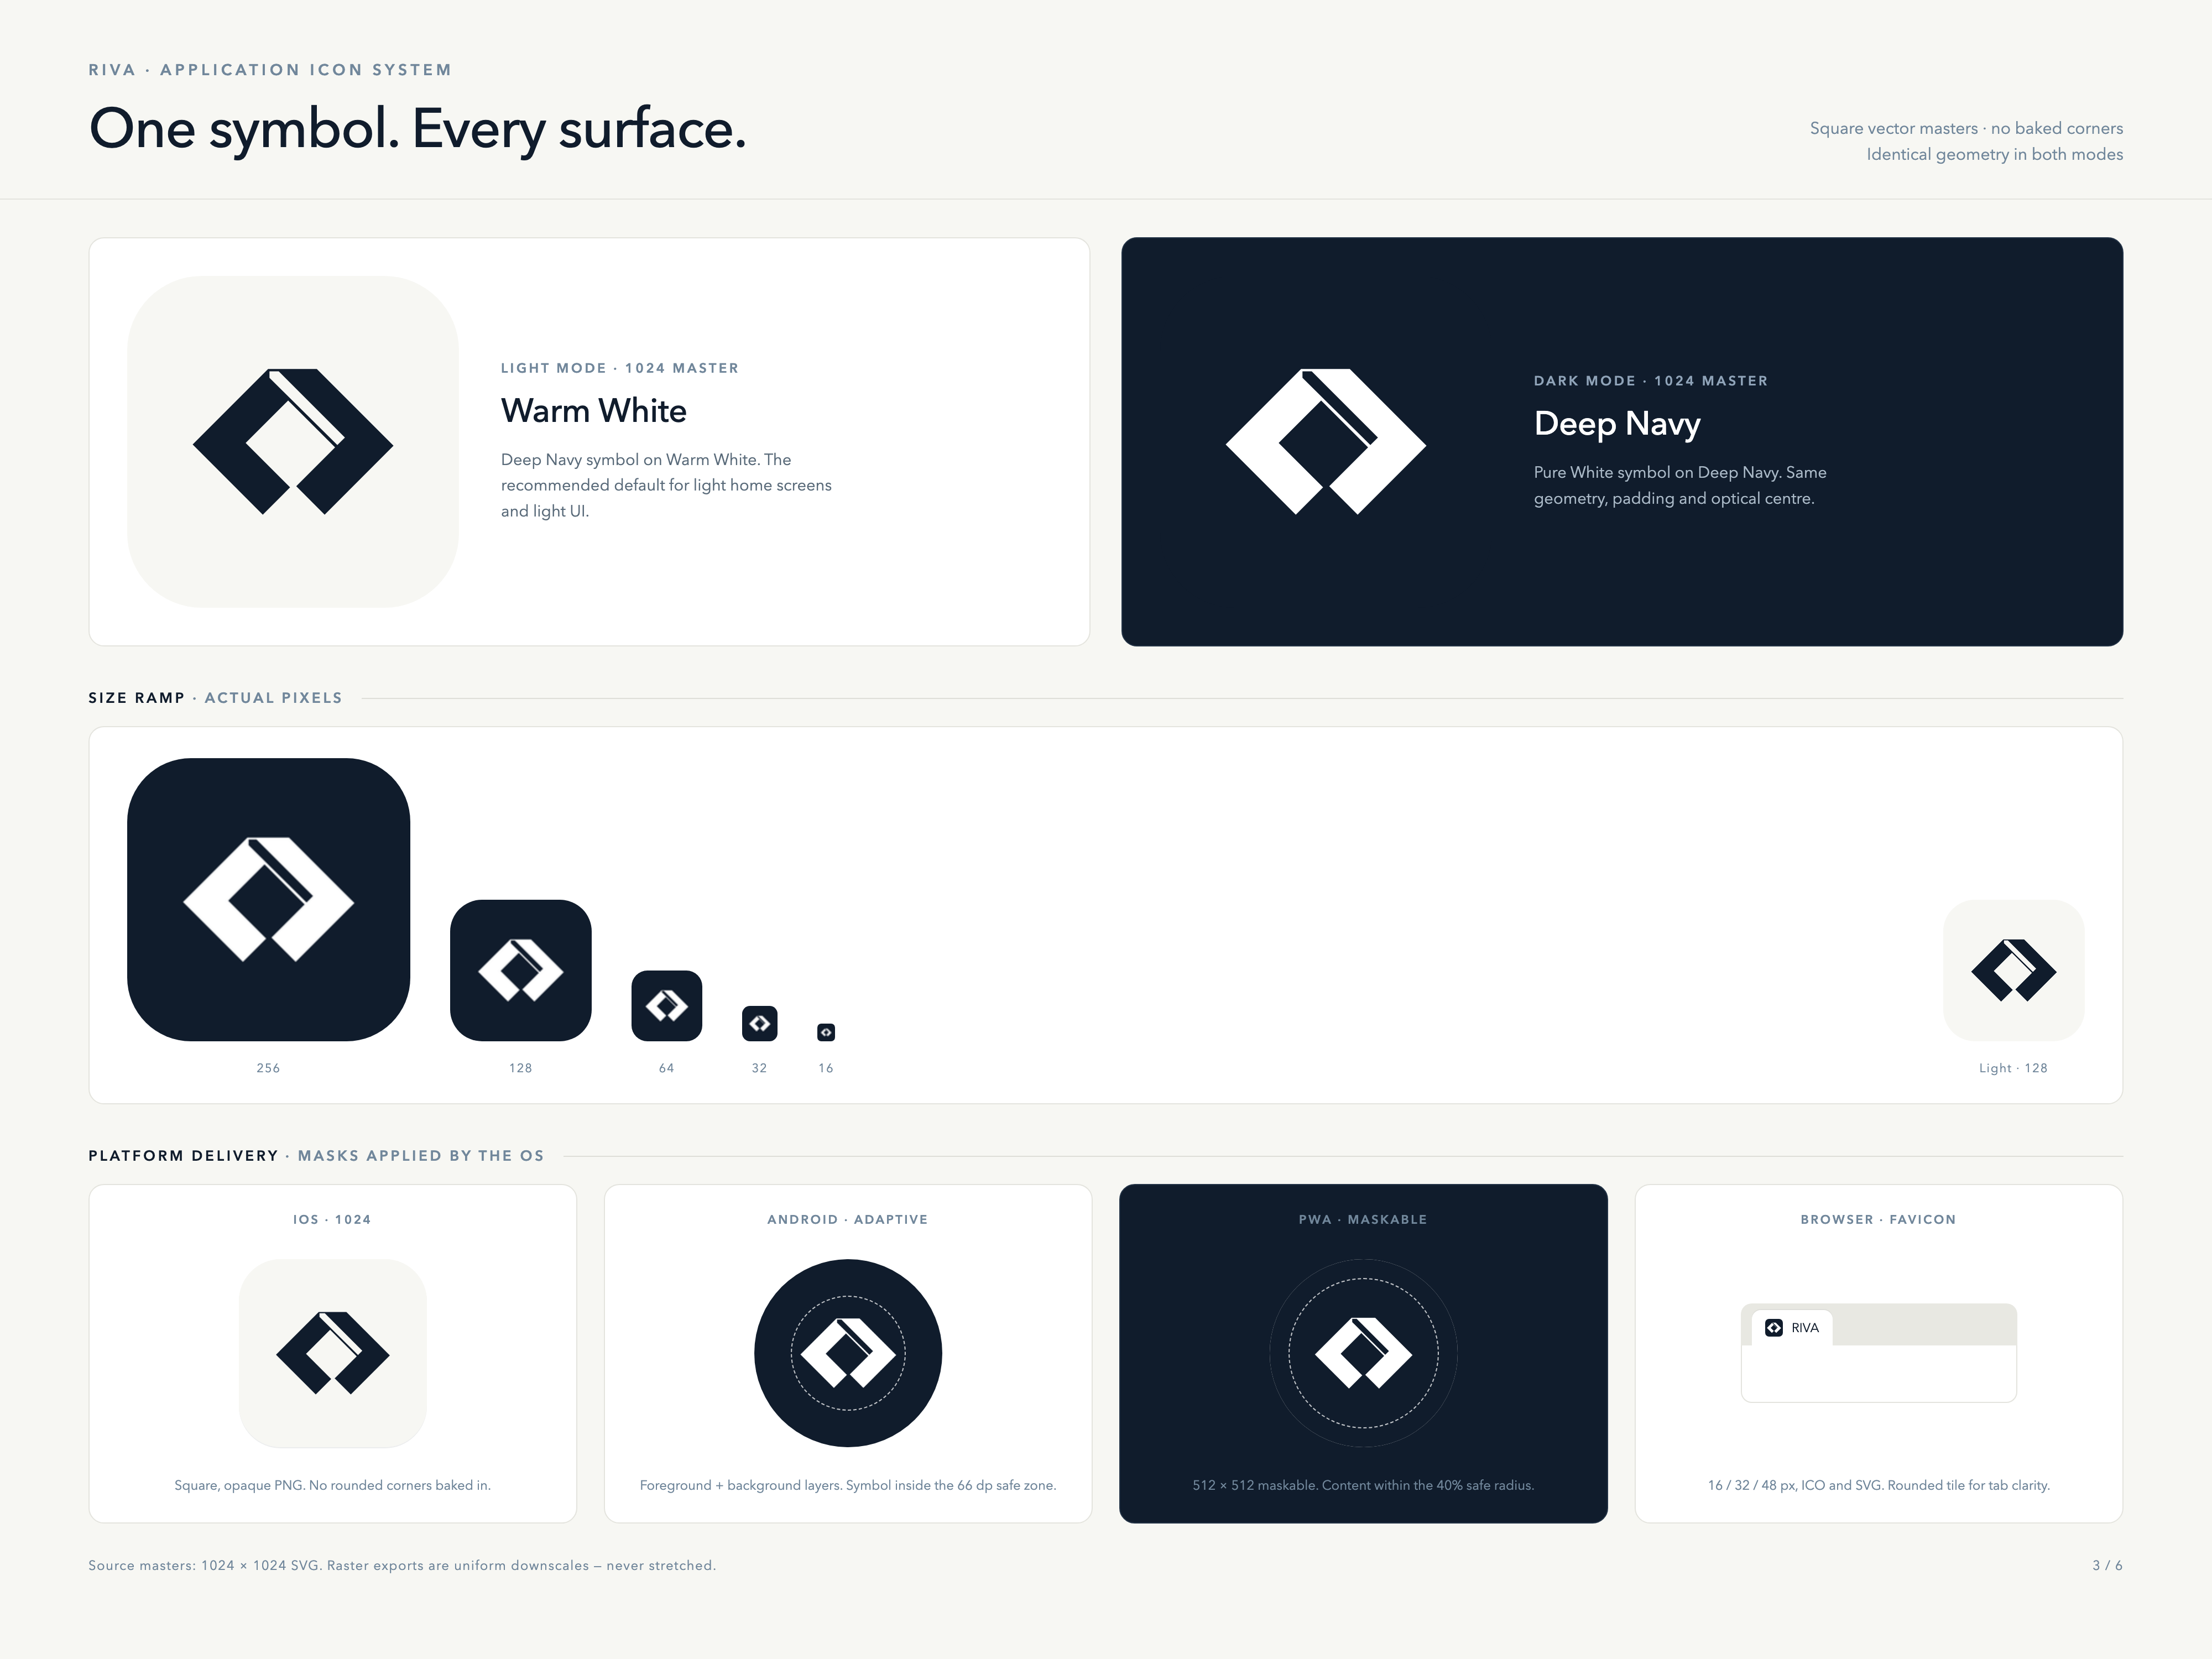 RIVA · APPLICATION ICON SYSTEM
One symbol. Every surface.
Square vector masters · no baked corners
Identical geometry in both modes
LIGHT MODE · 1024 MASTER
Warm White
Deep Navy symbol on Warm White. The
recommended default for light home screens
and light UI.
DARK MODE · 1024 MASTER
Deep Navy
Pure White symbol on Deep Navy. Same
geometry, padding and optical centre.
SIZE RAMP · ACTUAL PIXELS
256
128
64
32
16
Light · 128
PLATFORM DELIVERY · MASKS APPLIED BY THE OS
IOS · 1024
Square, opaque PNG. No rounded corners baked in.
ANDROID · ADAPTIVE
Foreground + background layers. Symbol inside the 66 dp safe zone.
PWA · MASKABLE
512 × 512 maskable. Content within the 40% safe radius.
BROWSER · FAVICON
RIVA
16 / 32 / 48 px, ICO and SVG. Rounded tile for tab clarity.
Source masters: 1024 × 1024 SVG. Raster exports are uniform downscales – never stretched.
3 / 6